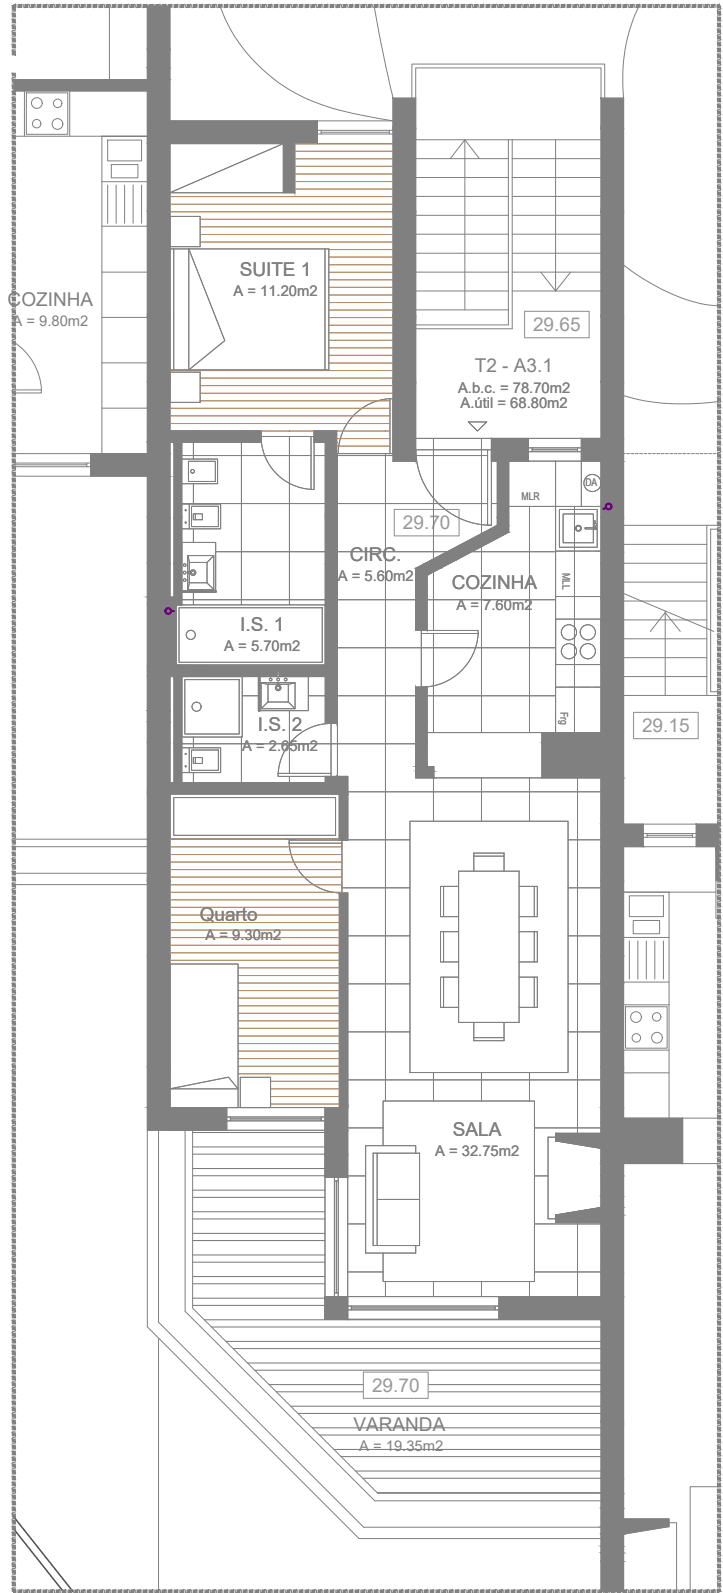 SUITE 1
A = 11.20m2
COZINHA
A = 9.80m2
29.65
T2 - A3.1
A.b.c. = 78.70m2
A.útil = 68.80m2
DA
MLR
29.70
CIRC.
A = 5.60m2
COZINHA
A = 7.60m2
MLL
I.S. 1
A = 5.70m2
Frg
I.S. 2
A = 2.65m2
29.15
Quarto
A = 9.30m2
SALA
A = 32.75m2
29.70
VARANDA
A = 19.35m2